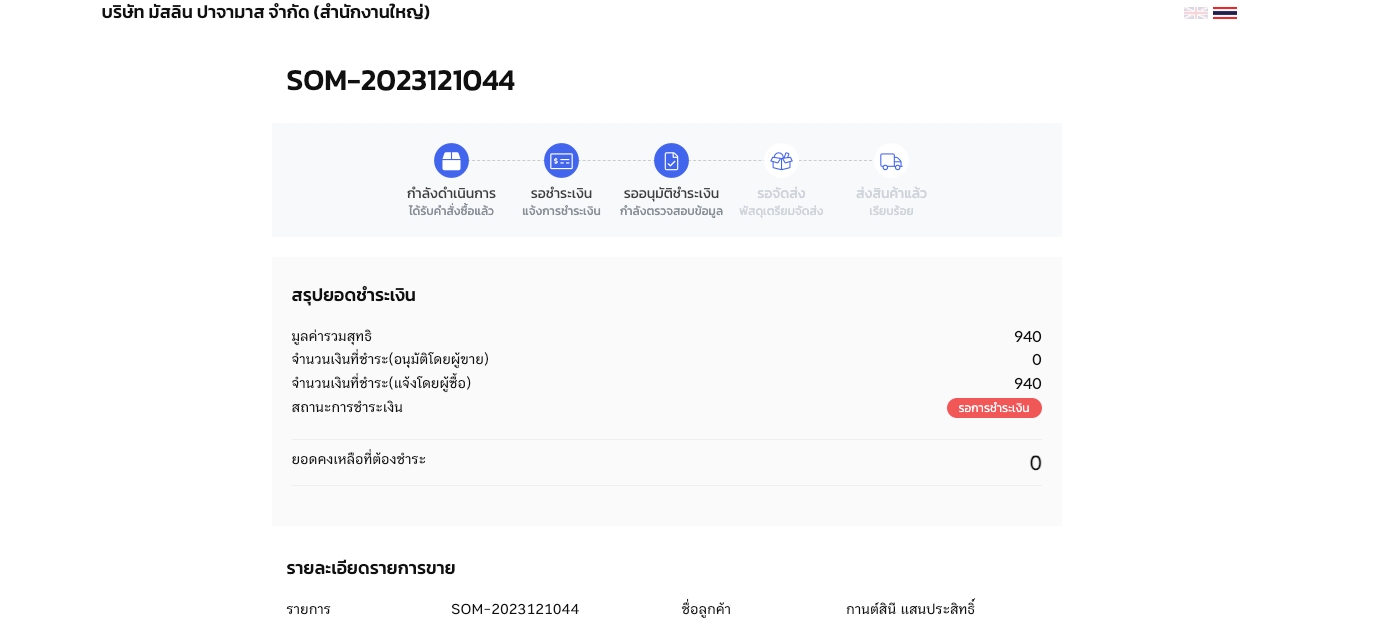 บริษัท มัสลิน ปาจามาส จำกัด (สำนักงานใหญ่)
SOM-2023121044
กำลังดำเนินการ รอชำระเงิน รออนุมัติชำระเงิน รอจัดส่ง ส่งสินค้าแล้ว
ได้รับคำสั่งซื้อแล้ว แจ้งการชำระเงิน กำลังตรวจสอบข้อมูล พัสดุเตรียมจัดส่ง เรียบร้อย
สรุปยอดชำระเงิน
มูลค่ารวมสุทธิ 940
จำนวนเงินที่ชำระ(อนุมัติโดยผู้ขาย) 0
จำนวนเงินที่ชำระ(แจ้งโดยผู้ซื้อ) 940
สถานะการชำระเงิน รอการชำระเงิน
ยอดคงเหลือที่ต้องชำระ 0
รายละเอียดรายการขาย
รายการ SOM-2023121044 ชื่อลูกค้า กานต์สินี แสนประสิทธิ์